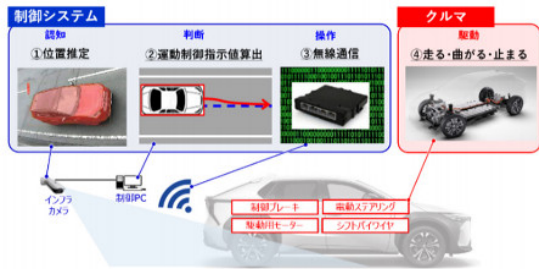 制御システム
クルマ
認知
判断
操作
駆動
①位置推定
②運動制御指示値算出
③無線通信
④走る・曲がる・止まる
インフラ
カメラ
制御PC
制御ブレーキ
電動ステアリング
駆動用モーター
シフトバイワイヤ